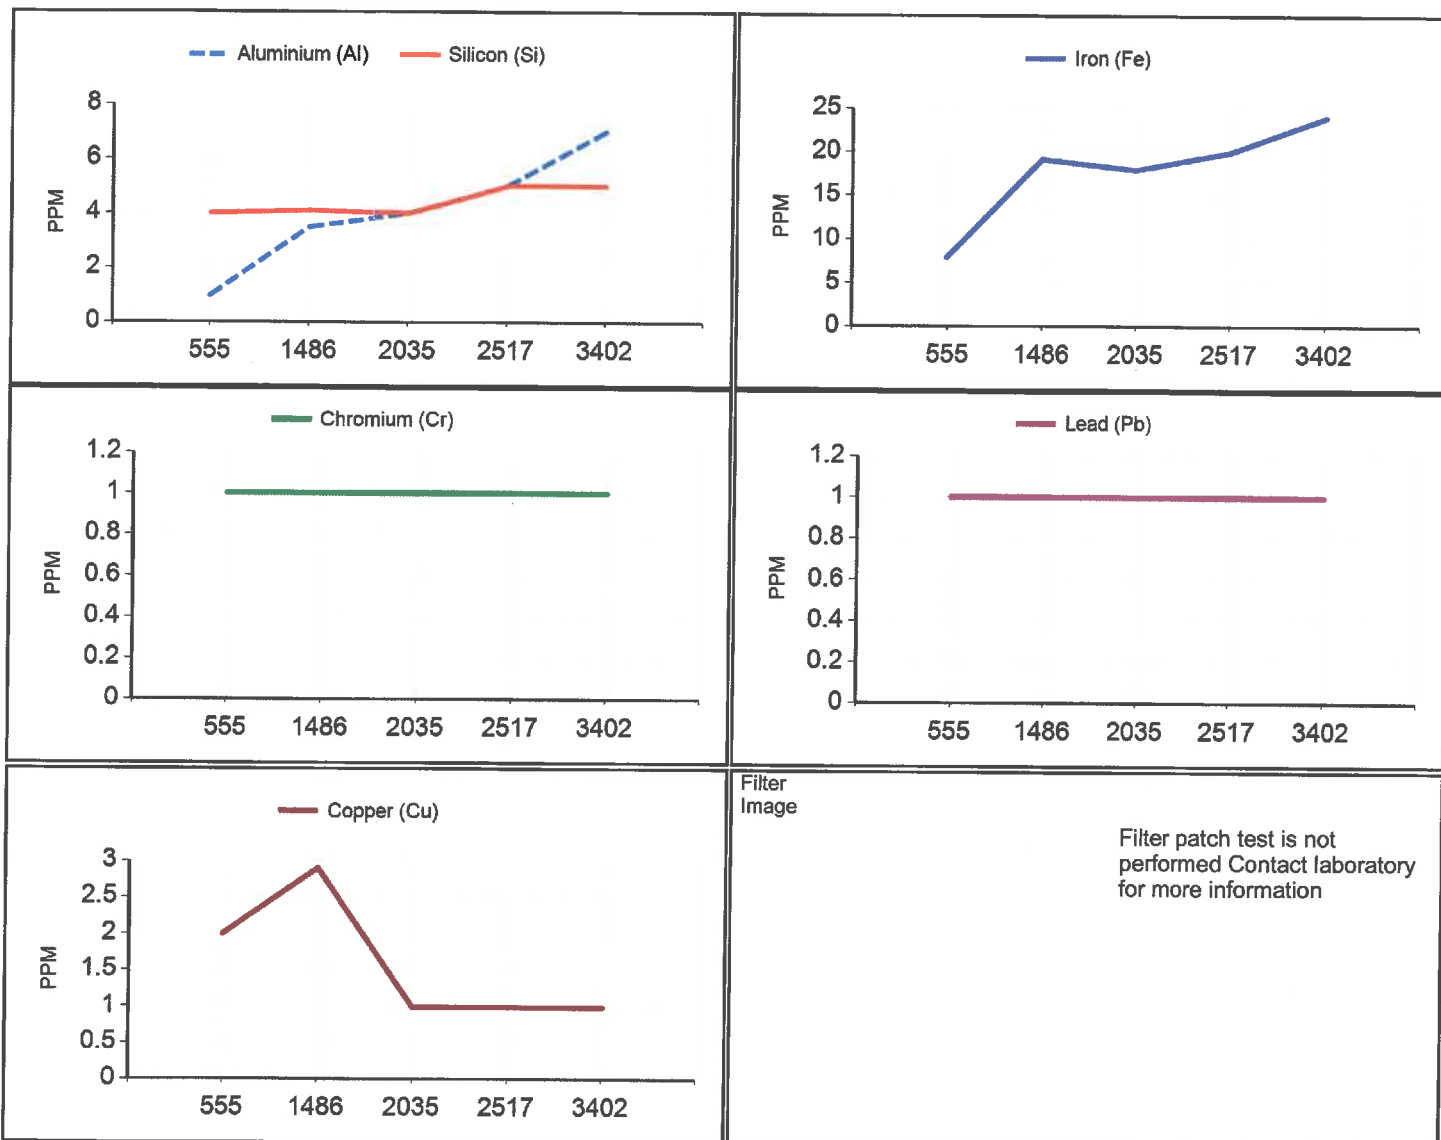 Aluminium (Al) Silicon (Si)
8
6
4
2
0
PPM
555 1486 2035 2517 3402
Iron (Fe)
25
20
15
10
5
0
PPM
555 1486 2035 2517 3402
Chromium (Cr)
1.2
1
0.8
0.6
0.4
0.2
0
PPM
555 1486 2035 2517 3402
Lead (Pb)
1.2
1
0.8
0.6
0.4
0.2
0
PPM
555 1486 2035 2517 3402
Copper (Cu)
3
2.5
2
1.5
1
0.5
0
PPM
555 1486 2035 2517 3402
Filter
Image
Filter patch test is not
performed Contact laboratory
for more information